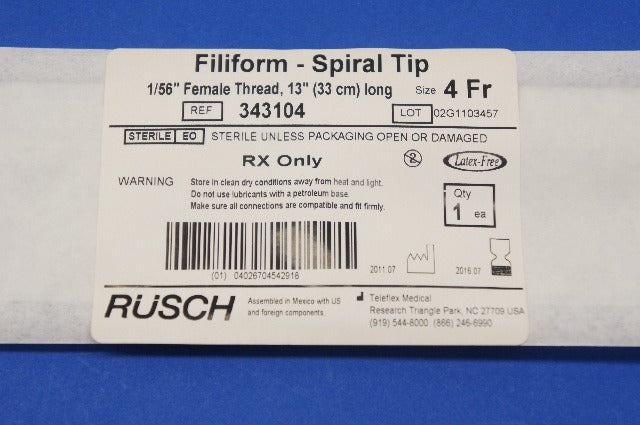 Filiform - Spiral Tip
1/56" Female Thread, 13" (33 cm) long Size 4 Fr
REF 343104 LOT 02G1103457
STERILE EO STERILE UNLESS PACKAGING OPEN OR DAMAGED
RX Only 2 Latex-Free
WARNING Store in clean dry conditions away from heat and light.
Do not use lubricants with a petroleum base.
Make sure all connections are compatible and fit firmly.
Qty
1 ea
(01) 04026704542918
2011.07 2016.07
RÜSCH Assembled in Mexico with US
and foreign components.
Teleflex Medical
Research Triangle Park, NC 27709 USA
(919) 544-8000 (866) 246-6990